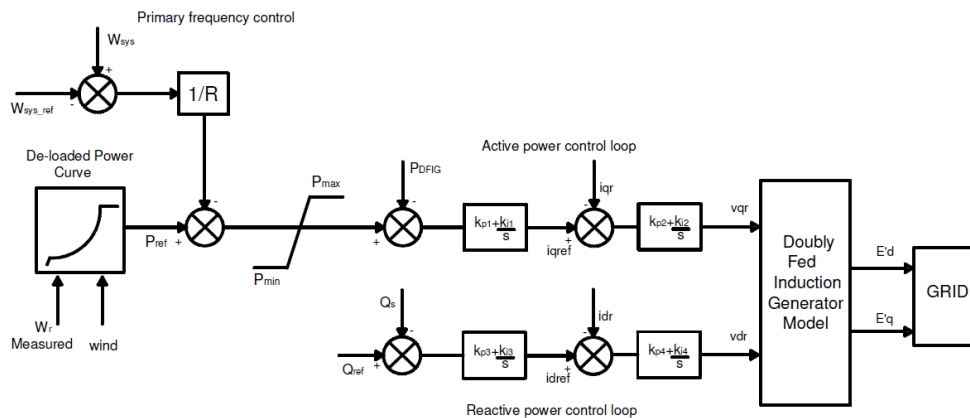 Primary frequency control
Wsys
+
-
Wsys_ref
1/R
De-loaded Power
Curve
Pref
+
-
Wr
Measured
wind
Pmax
Pmin
PDFIG
-
+
Active power control loop
kp1+ki1
s
iqref
iqr
-
+
kp2+ki2
s
vqr
Qs
-
Qref
+
kp3+ki3
s
idref
idr
-
+
kp4+ki4
s
vdr
Reactive power control loop
Doubly
Fed
Induction
Generator
Model
E'd
E'q
GRID